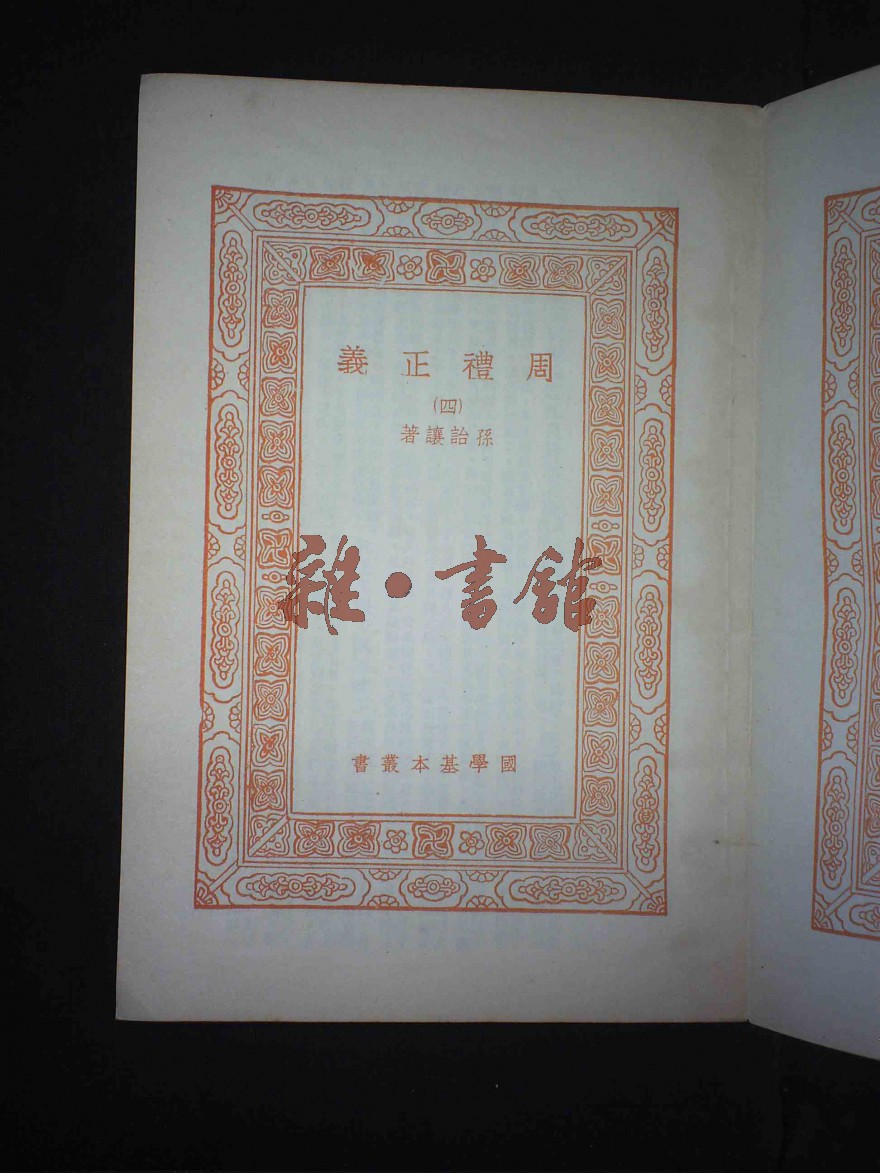 周禮正義
(四)
孫詒讓著
雜·書館
國學基本叢書